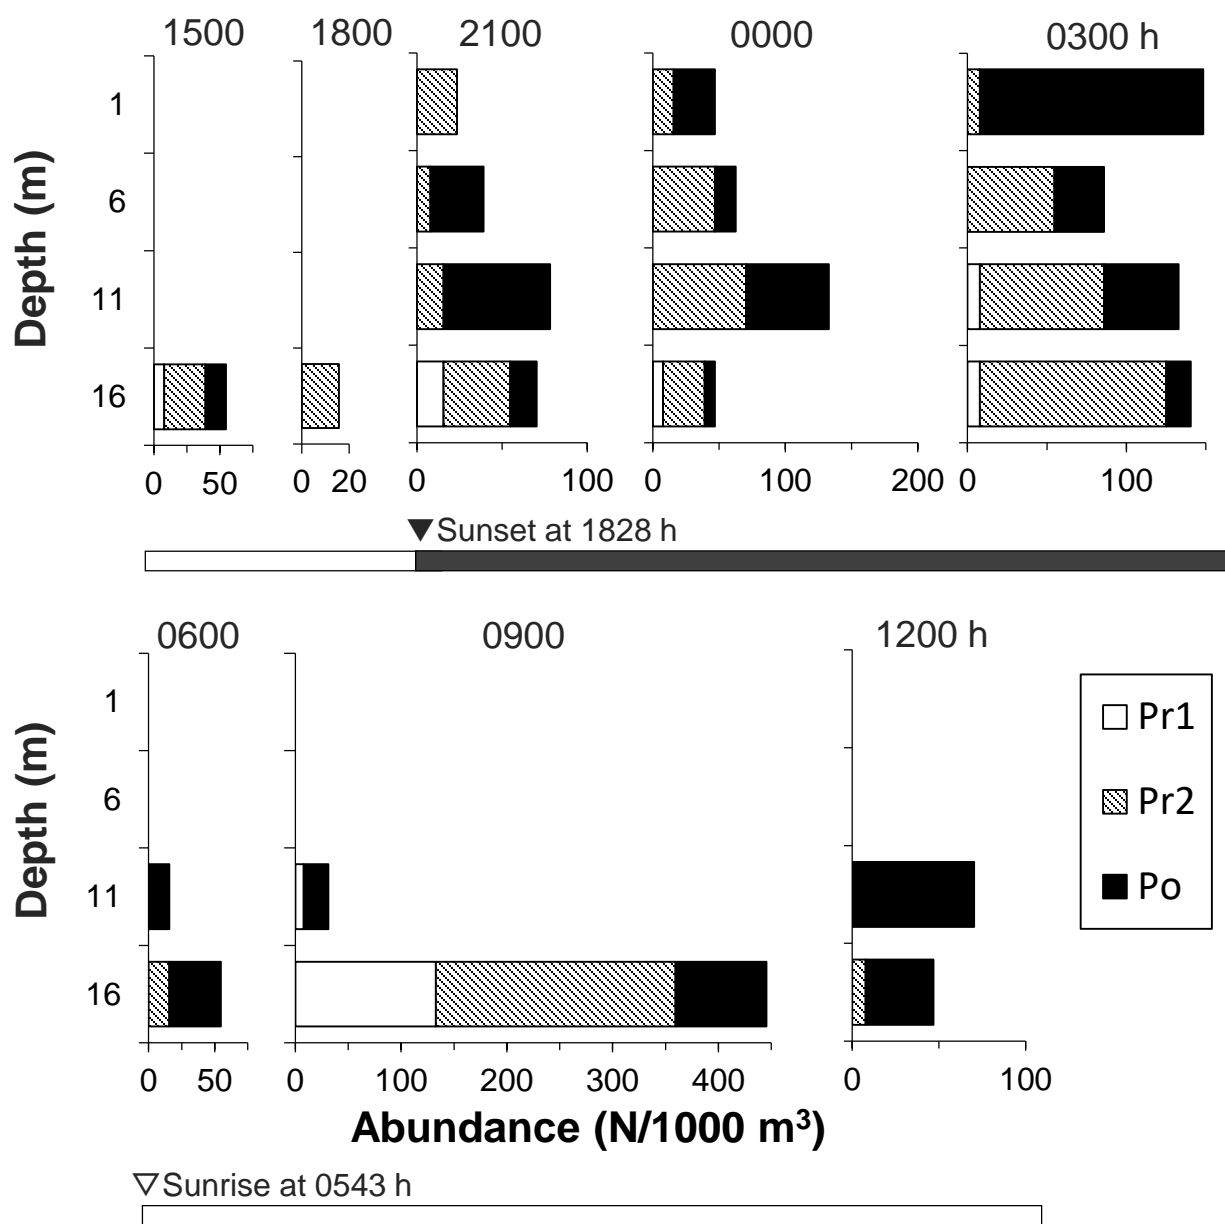 1500 1800 2100 0000 0300 h
Depth (m)
1
6
11
16
0 50 0 20 0 100 0 100 200 0 100
▼Sunset at 1828 h
0600 0900 1200 h
Depth (m)
1
6
11
16
0 50 0 100 200 300 400 0 100
Pr1
Pr2
Po
Abundance (N/1000 m³)
▽Sunrise at 0543 h